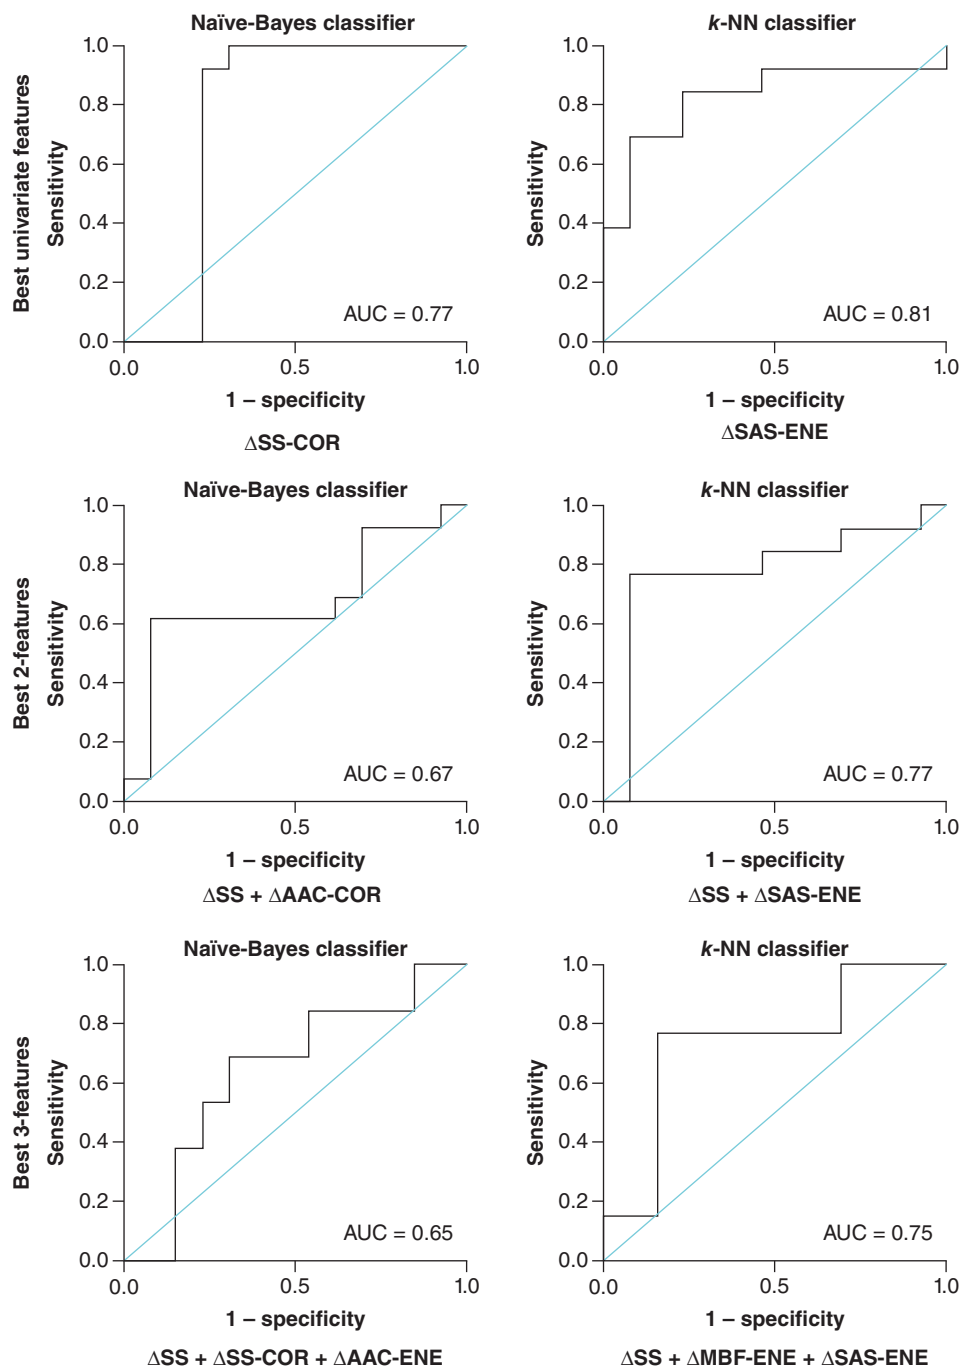 Naïve-Bayes classifier
Best univariate features
Sensitivity
1.0
0.8
0.6
0.4
0.2
0.0
AUC = 0.77
0.0 0.5 1.0
1 – specificity
ΔSS-COR
k-NN classifier
Sensitivity
1.0
0.8
0.6
0.4
0.2
0.0
AUC = 0.81
0.0 0.5 1.0
1 – specificity
ΔSAS-ENE
Naïve-Bayes classifier
Best 2-features
Sensitivity
1.0
0.8
0.6
0.4
0.2
0.0
AUC = 0.67
0.0 0.5 1.0
1 – specificity
ΔSS + ΔAAC-COR
k-NN classifier
Sensitivity
1.0
0.8
0.6
0.4
0.2
0.0
AUC = 0.77
0.0 0.5 1.0
1 – specificity
ΔSS + ΔSAS-ENE
Naïve-Bayes classifier
Best 3-features
Sensitivity
1.0
0.8
0.6
0.4
0.2
0.0
AUC = 0.65
0.0 0.5 1.0
1 – specificity
ΔSS + ΔSS-COR + ΔAAC-ENE
k-NN classifier
Sensitivity
1.0
0.8
0.6
0.4
0.2
0.0
AUC = 0.75
0.0 0.5 1.0
1 – specificity
ΔSS + ΔMBF-ENE + ΔSAS-ENE